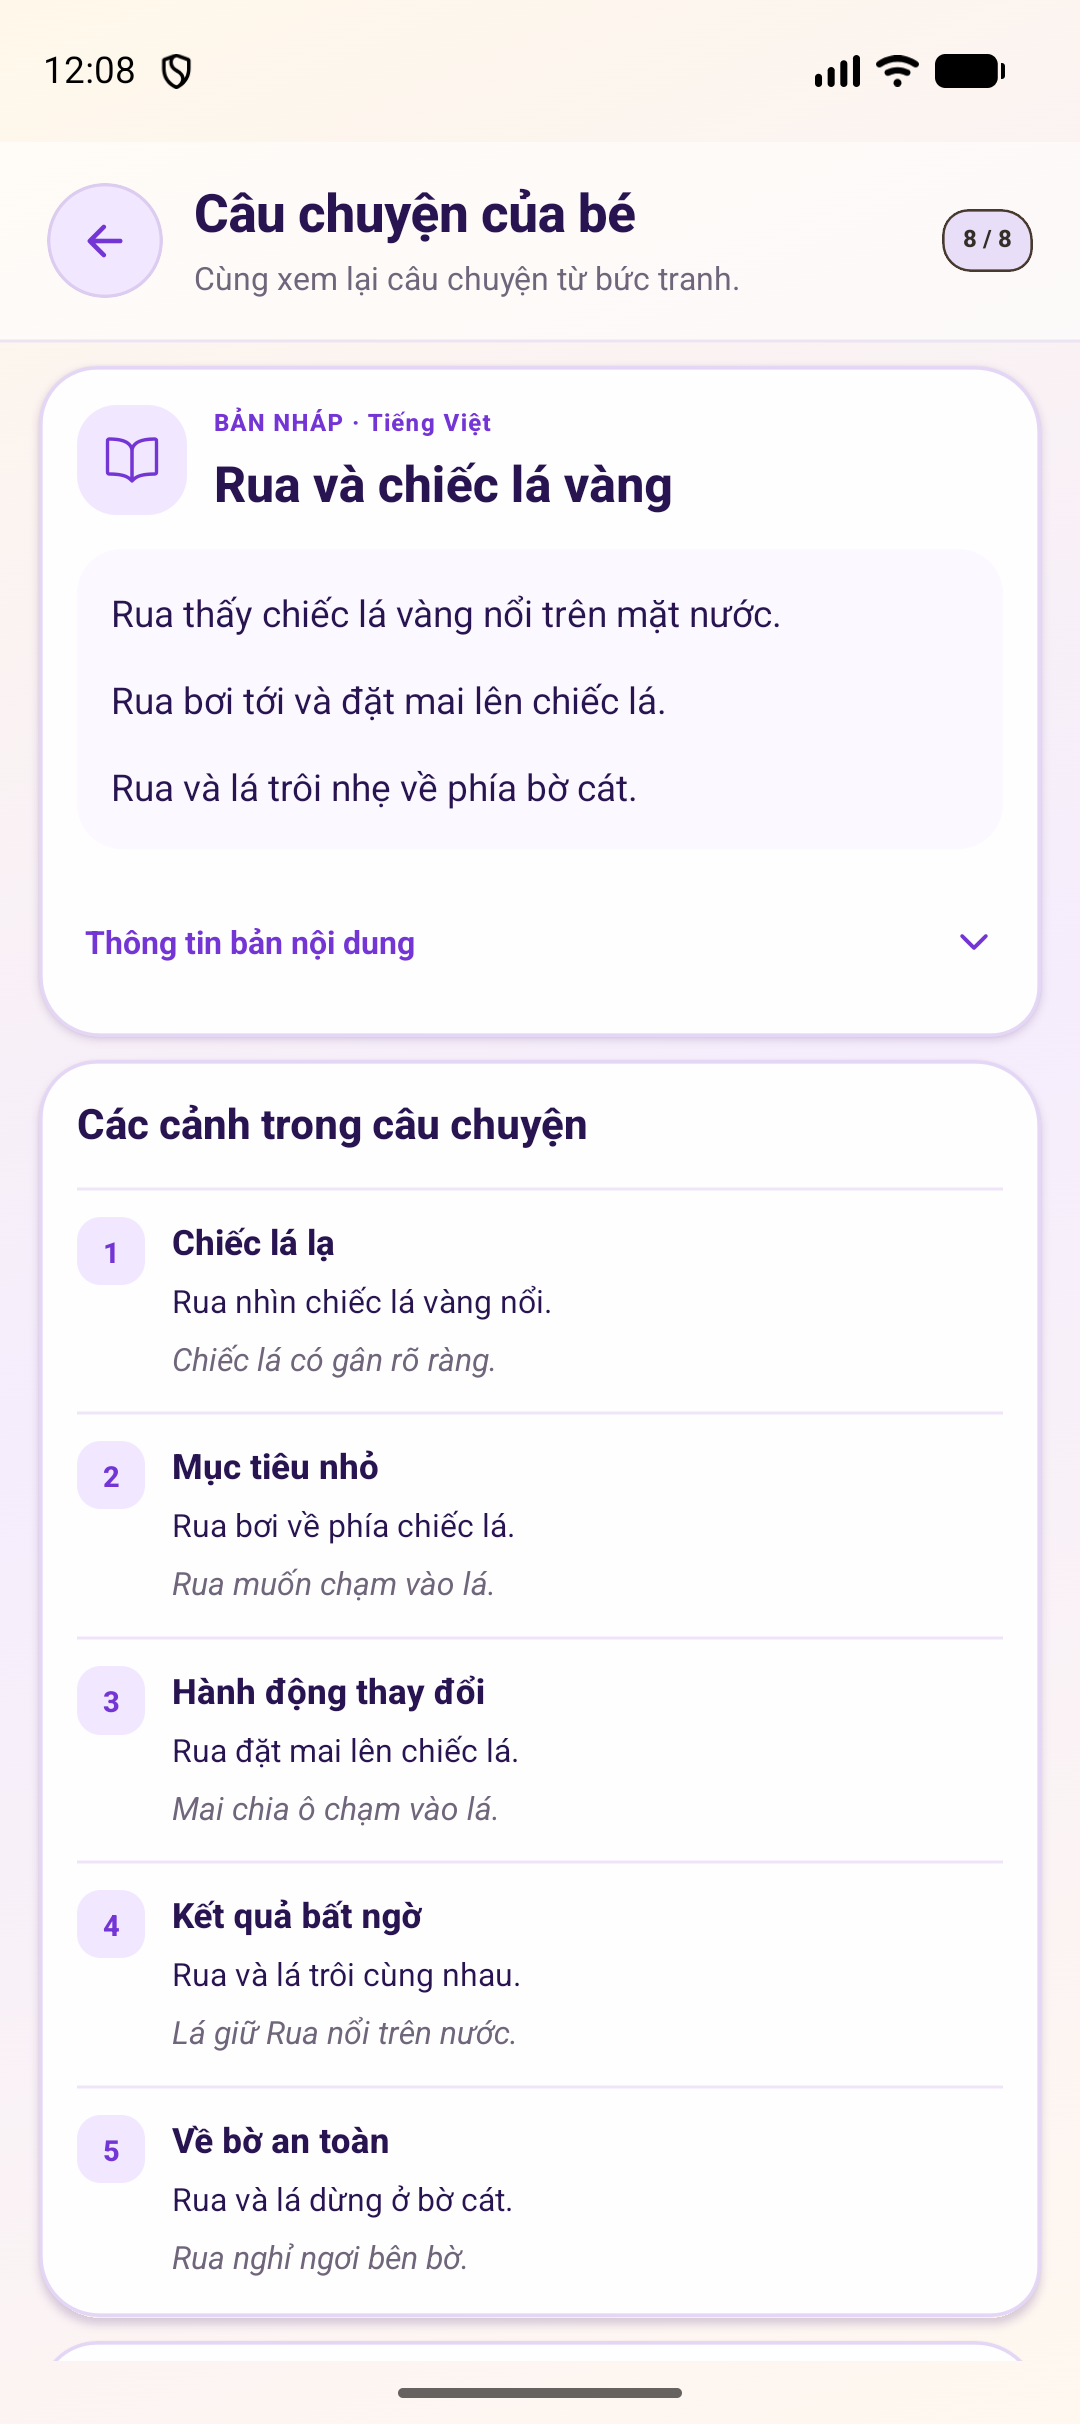 12:08
Câu chuyện của bé
Cùng xem lại câu chuyện từ bức tranh.
8 / 8
BẢN NHÁP · Tiếng Việt
Rua và chiếc lá vàng
Rua thấy chiếc lá vàng nổi trên mặt nước.
Rua bơi tới và đặt mai lên chiếc lá.
Rua và lá trôi nhẹ về phía bờ cát.
Thông tin bản nội dung
Các cảnh trong câu chuyện
1
Chiếc lá lạ
Rua nhìn chiếc lá vàng nổi.
Chiếc lá có gân rõ ràng.
2
Mục tiêu nhỏ
Rua bơi về phía chiếc lá.
Rua muốn chạm vào lá.
3
Hành động thay đổi
Rua đặt mai lên chiếc lá.
Mai chia ô chạm vào lá.
4
Kết quả bất ngờ
Rua và lá trôi cùng nhau.
Lá giữ Rua nổi trên nước.
5
Về bờ an toàn
Rua và lá dừng ở bờ cát.
Rua nghỉ ngơi bên bờ.